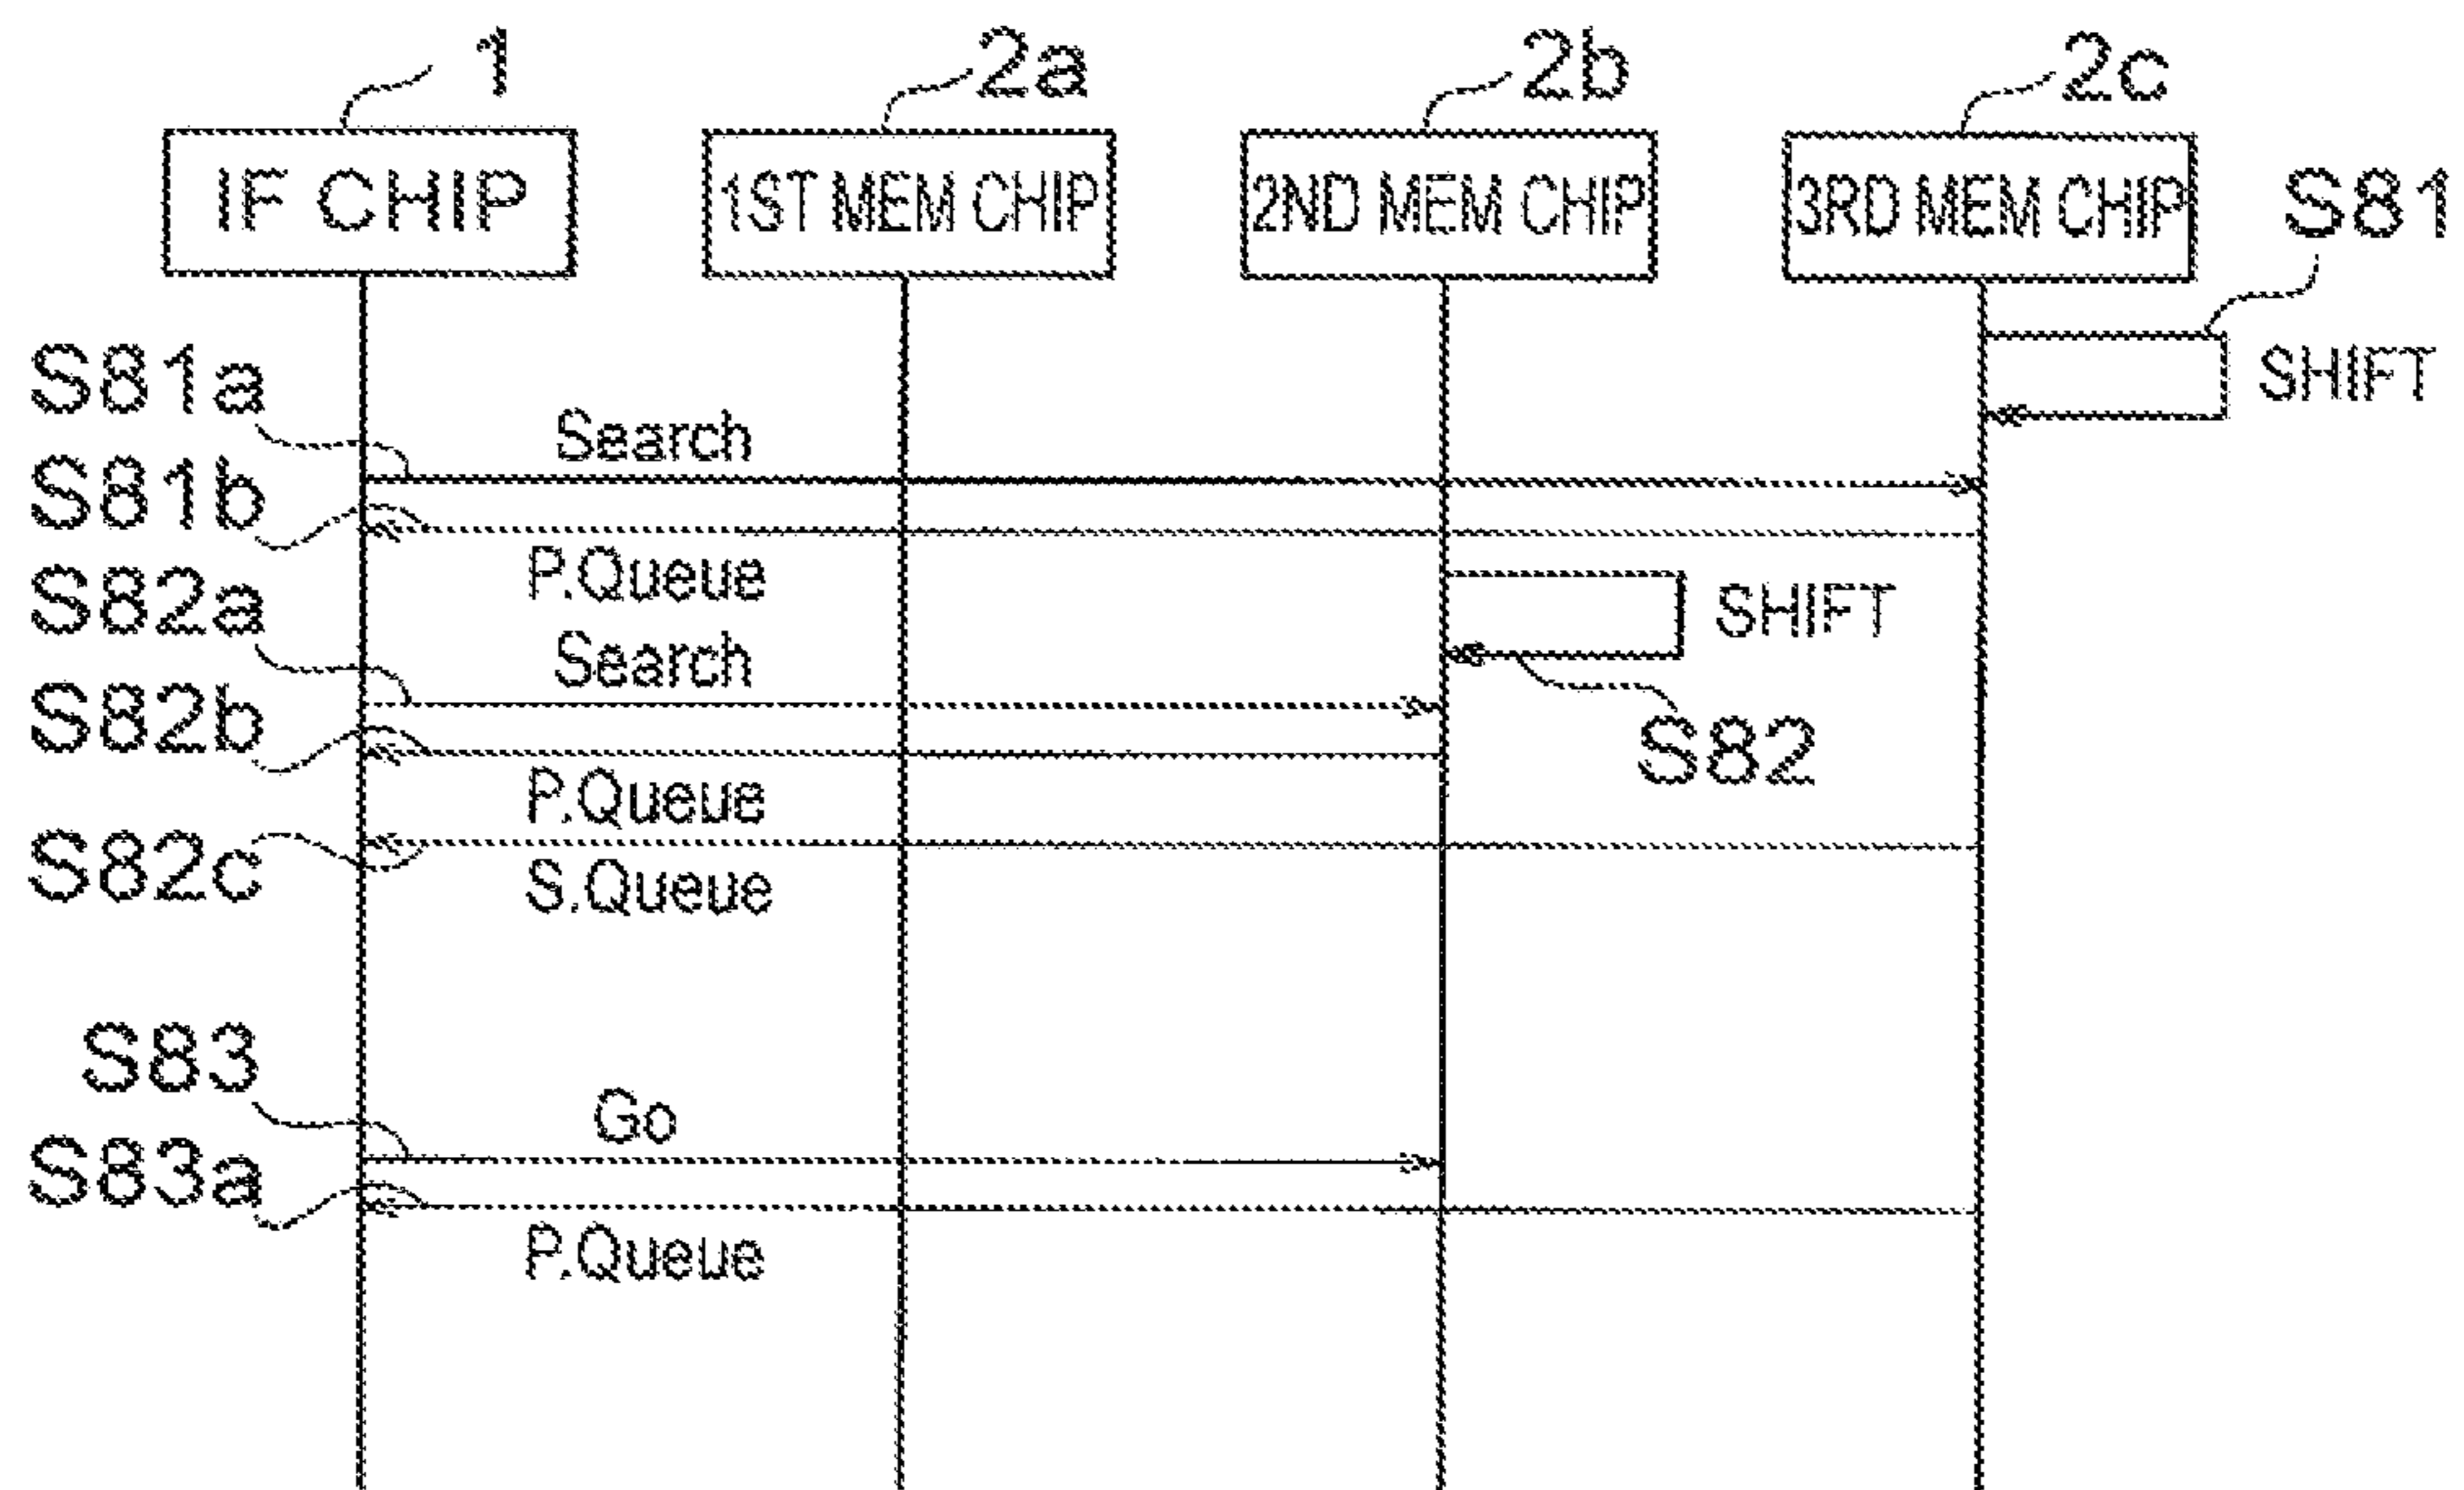 1 2a 2b 2c
IF CHIP 1ST MEM CHIP 2ND MEM CHIP 3RD MEM CHIP
S81
SHIFT
S81a
Search
S81b
P.Queue
SHIFT
S82a
Search
S82b
S82
P.Queue
S82c
S.Queue
S83
Go
S83a
P.Queue